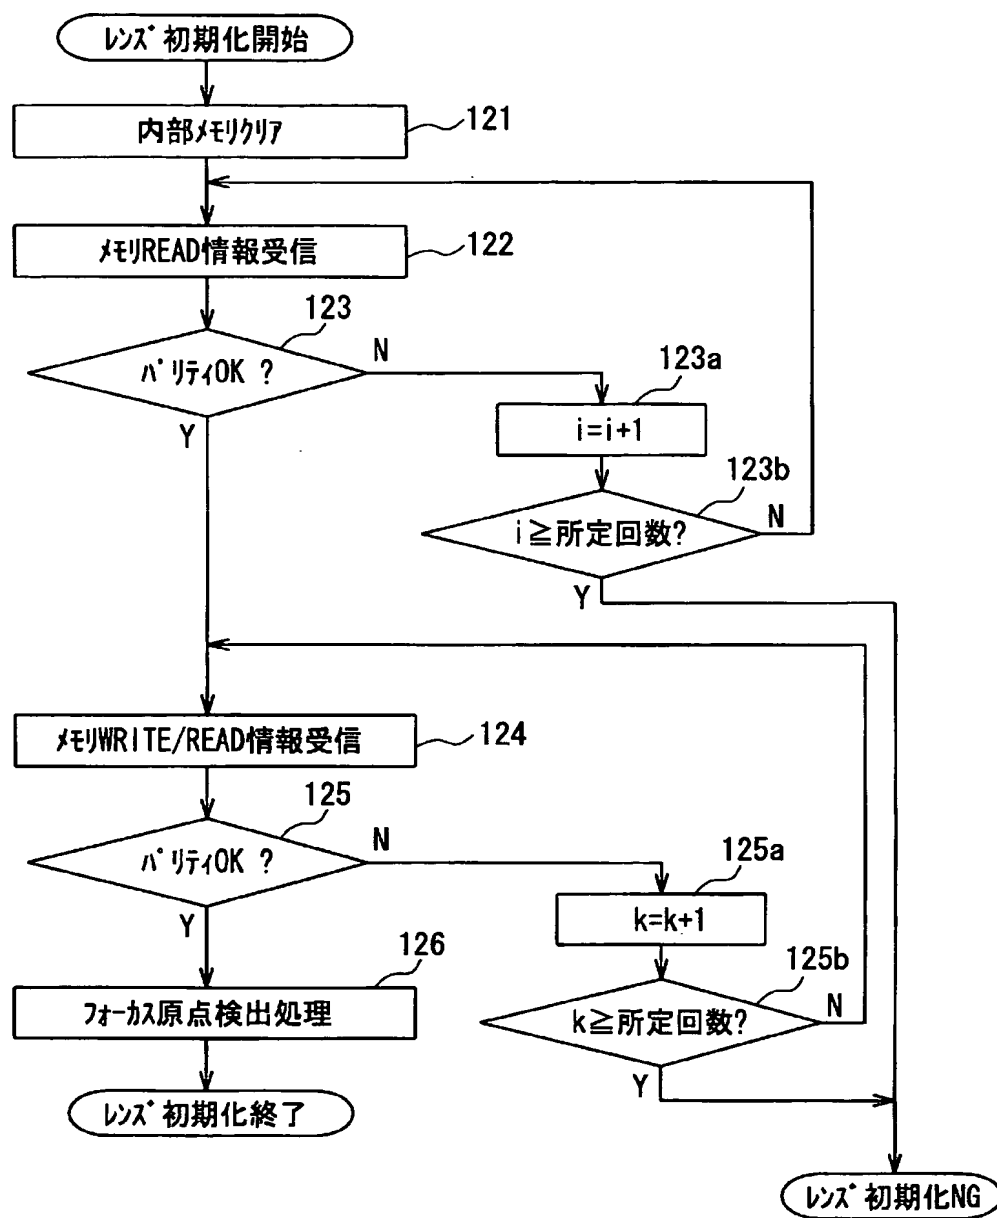 ﾚﾝｽﾞ初期化開始
内部ﾒﾓﾘｸﾘｱ
121
ﾒﾓﾘREAD情報受信
122
123
ﾊﾟﾘﾃｨOK ?
N
Y
123a
i=i+1
123b
i≧所定回数?
N
Y
ﾒﾓﾘWRITE/READ情報受信
124
125
ﾊﾟﾘﾃｨOK ?
N
Y
125a
k=k+1
125b
k≧所定回数?
N
Y
126
ﾌｫｰｶｽ原点検出処理
ﾚﾝｽﾞ初期化終了
ﾚﾝｽﾞ初期化NG